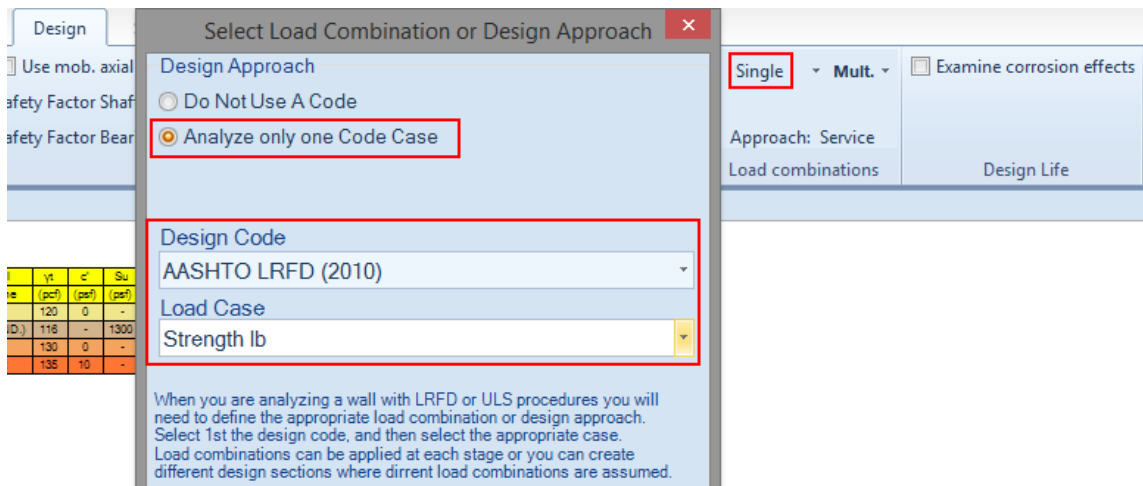 Design
Select Load Combination or Design Approach
Use mob. axial
Design Approach
Single
Mult.
Examine corrosion effects
afety Factor Shaf
Do Not Use A Code
afety Factor Bear
Analyze only one Code Case
Approach: Service
Load combinations
Design Life
Design Code
AASHTO LRFD (2010)
Load Case
Strength Ib
γt c' Su
(pcf) (psf) (psf)
120 0 -
ND.) 116 - 1300
130 0 -
135 10 -
When you are analyzing a wall with LRFD or ULS procedures you will
need to define the appropriate load combination or design approach.
Select 1st the design code, and then select the appropriate case.
Load combinations can be applied at each stage or you can create
different design sections where dirrent load combinations are assumed.